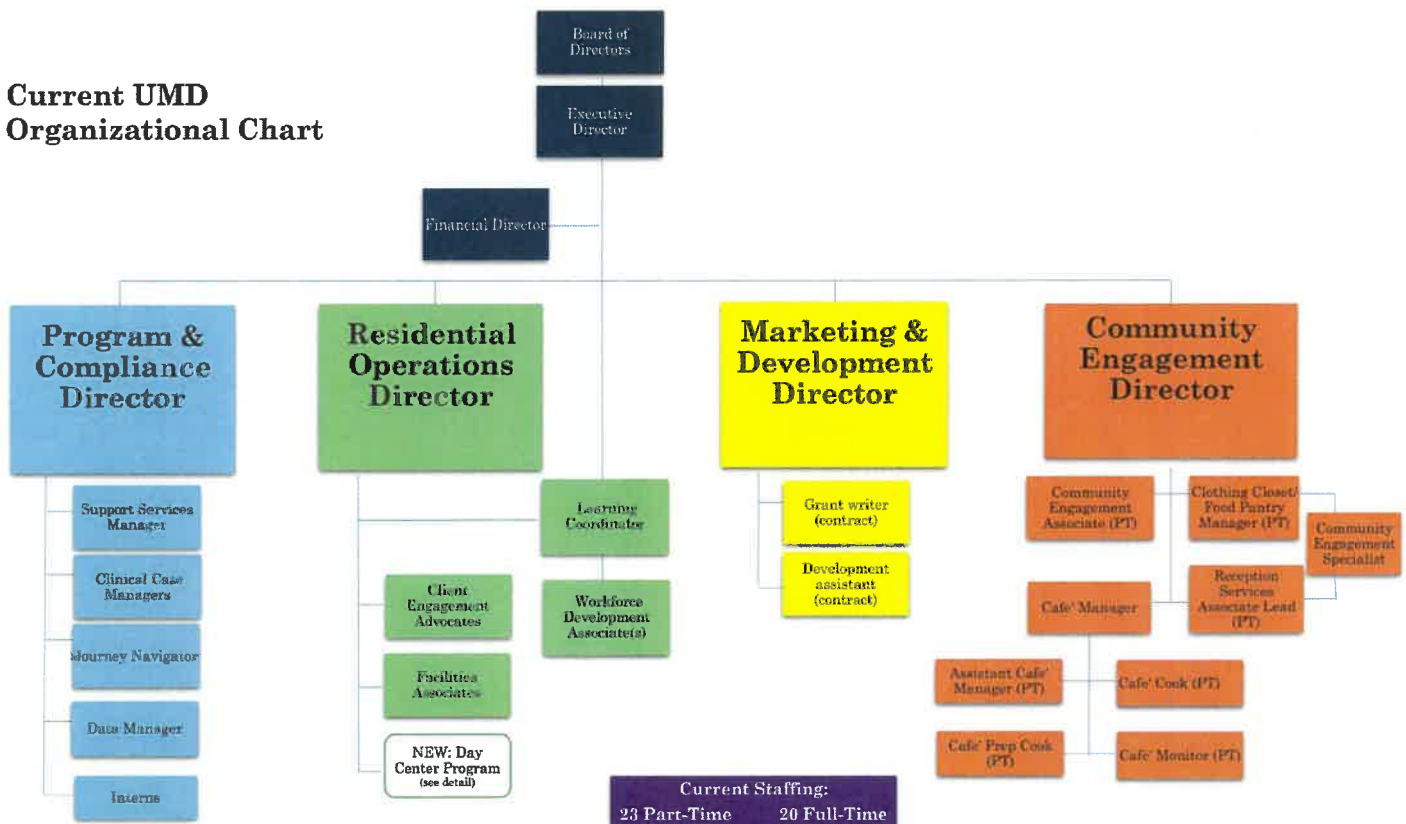 Board of
Directors
Current UMD
Organizational Chart
Executive
Director
Financial Director
Program &
Compliance
Director
Residential
Operations
Director
Marketing &
Development
Director
Community
Engagement
Director
Support Services
Manager
Clinical Case
Managers
Journey Navigator
Data Manager
Interns
Learning
Coordinator
Client
Engagement
Advocates
Workforce
Development
Associate(s)
Facilities
Associates
NEW: Day
Center Program
(see detail)
Grant writer
(contract)
Development
assistant
(contract)
Community
Engagement
Associate (PT)
Clothing Closet/
Food Pantry
Manager (PT)
Community
Engagement
Specialist
Cafe' Manager
Reception
Services
Associate Lead
(PT)
Assistant Cafe'
Manager (PT)
Cafe' Cook (PT)
Cafe' Prep Cook
(PT)
Cafe' Monitor (PT)
Current Staffing:
23 Part-Time 20 Full-Time